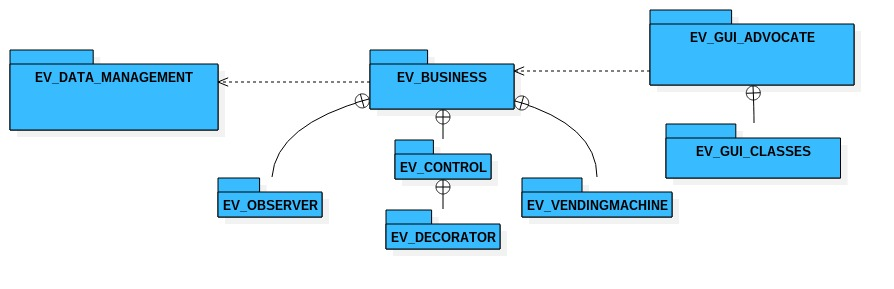 EV_GUI_ADVOCATE
EV_DATA_MANAGEMENT
EV_BUSINESS
EV_GUI_CLASSES
EV_CONTROL
EV_OBSERVER
EV_VENDINGMACHINE
EV_DECORATOR